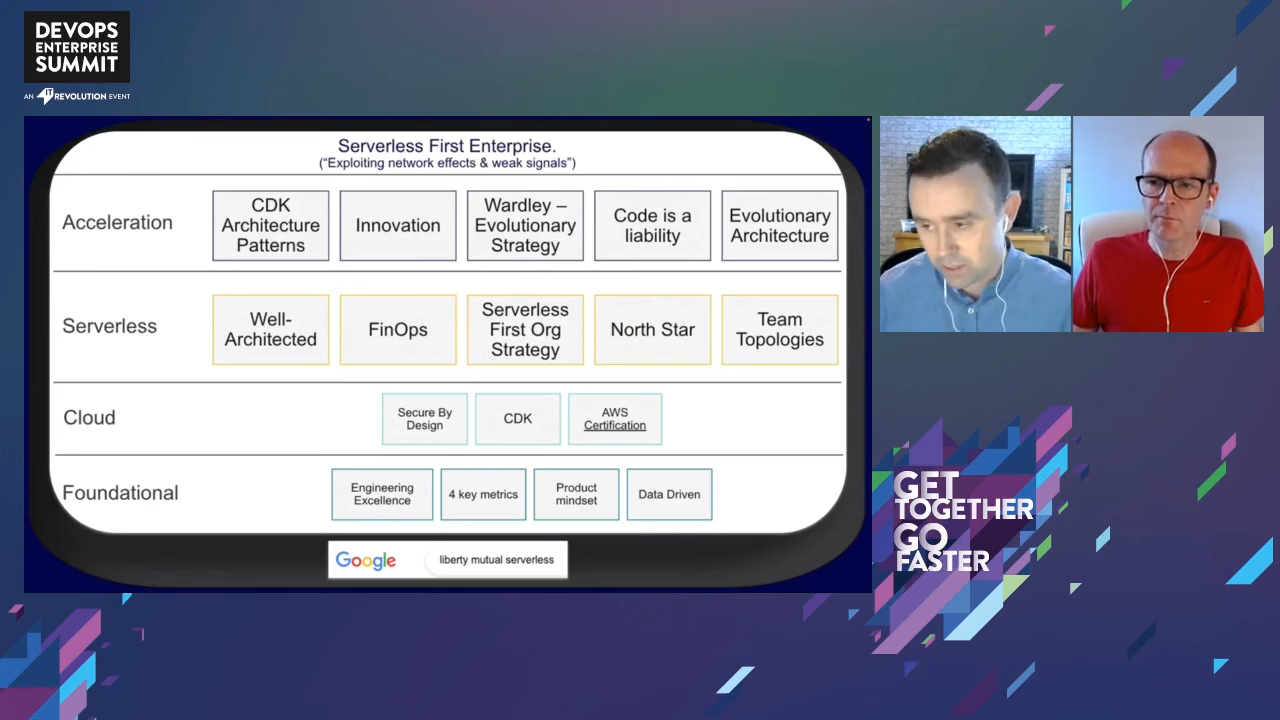 DEVOPS
ENTERPRISE
SUMMIT
AN IT REVOLUTION EVENT
Serverless First Enterprise.
("Exploiting network effects & weak signals")
Acceleration
CDK
Architecture
Patterns
Innovation
Wardley –
Evolutionary
Strategy
Code is a
liability
Evolutionary
Architecture
Serverless
Well-
Architected
FinOps
Serverless
First Org
Strategy
North Star
Team
Topologies
Cloud
Secure By
Design
CDK
AWS
Certification
Foundational
Engineering
Excellence
4 key metrics
Product
mindset
Data Driven
Google
liberty mutual serverless
GET
TOGETHER
GO
FASTER